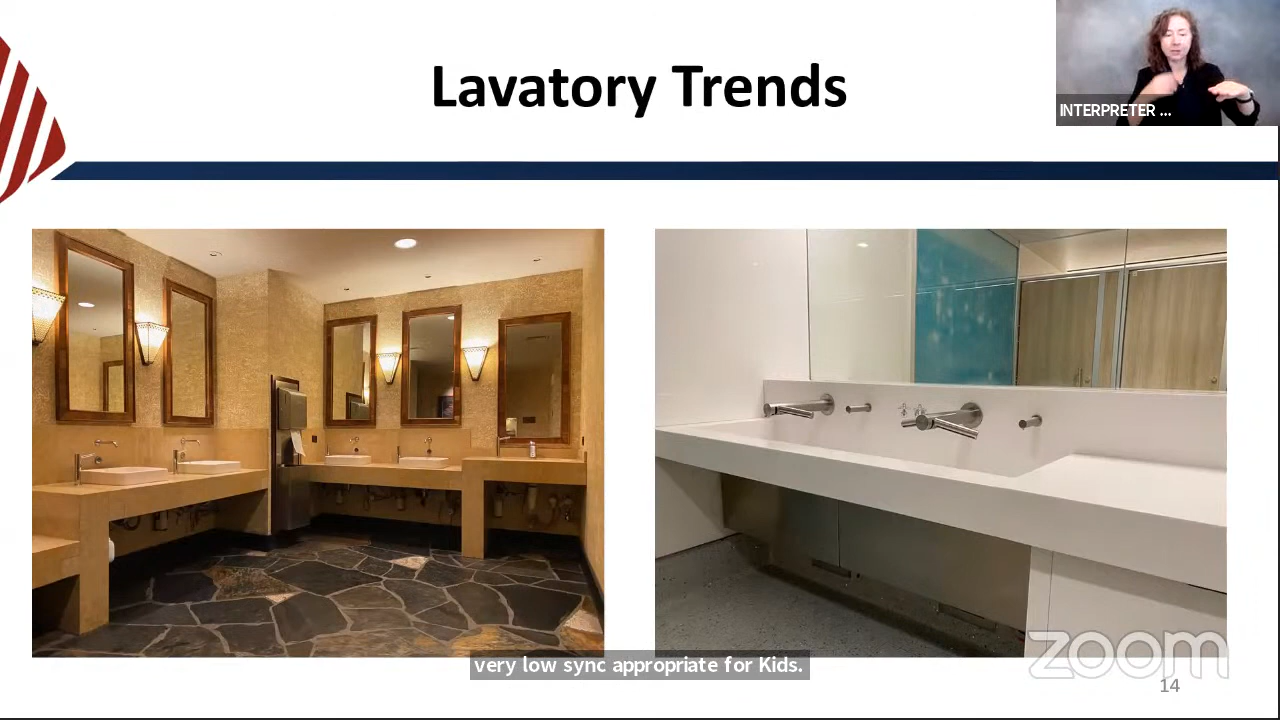 Lavatory Trends
INTERPRETER ...
very low sync appropriate for Kids.
zoom
14